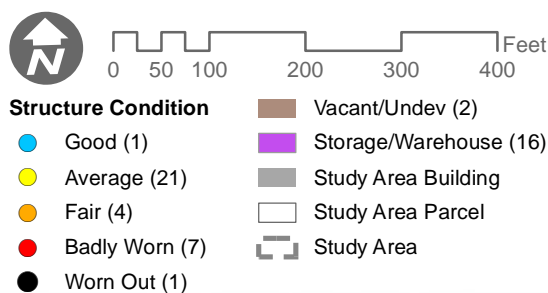 N
Feet
0 50 100 200 300 400
Structure Condition
Good (1)
Average (21)
Fair (4)
Badly Worn (7)
Worn Out (1)
Vacant/Undev (2)
Storage/Warehouse (16)
Study Area Building
Study Area Parcel
Study Area